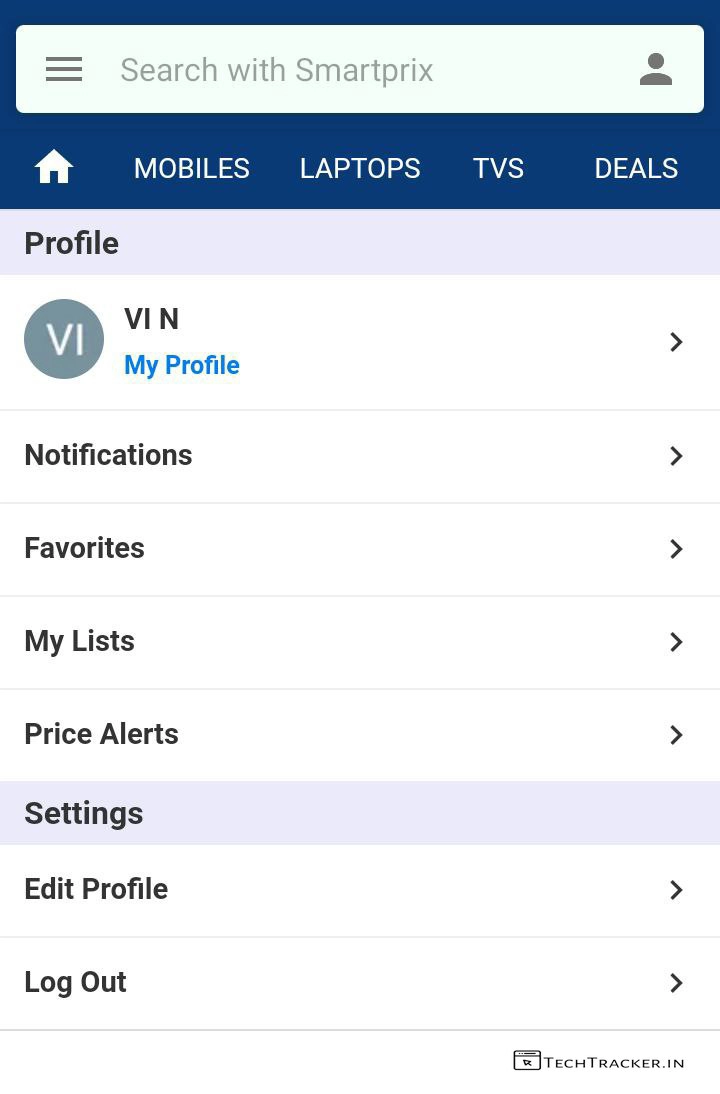 Search with Smartprix
MOBILES LAPTOPS TVS DEALS
Profile
VI
VI N
My Profile
Notifications
Favorites
My Lists
Price Alerts
Settings
Edit Profile
Log Out
TECHTRACKER.IN